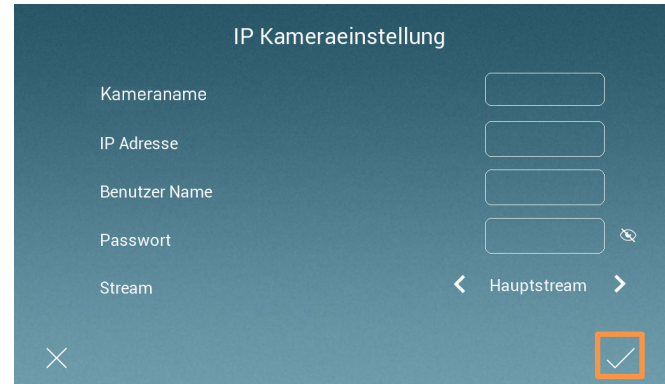 IP Kameraeinstellung
Kameraname
IP Adresse
Benutzer Name
Passwort
Stream Hauptstream